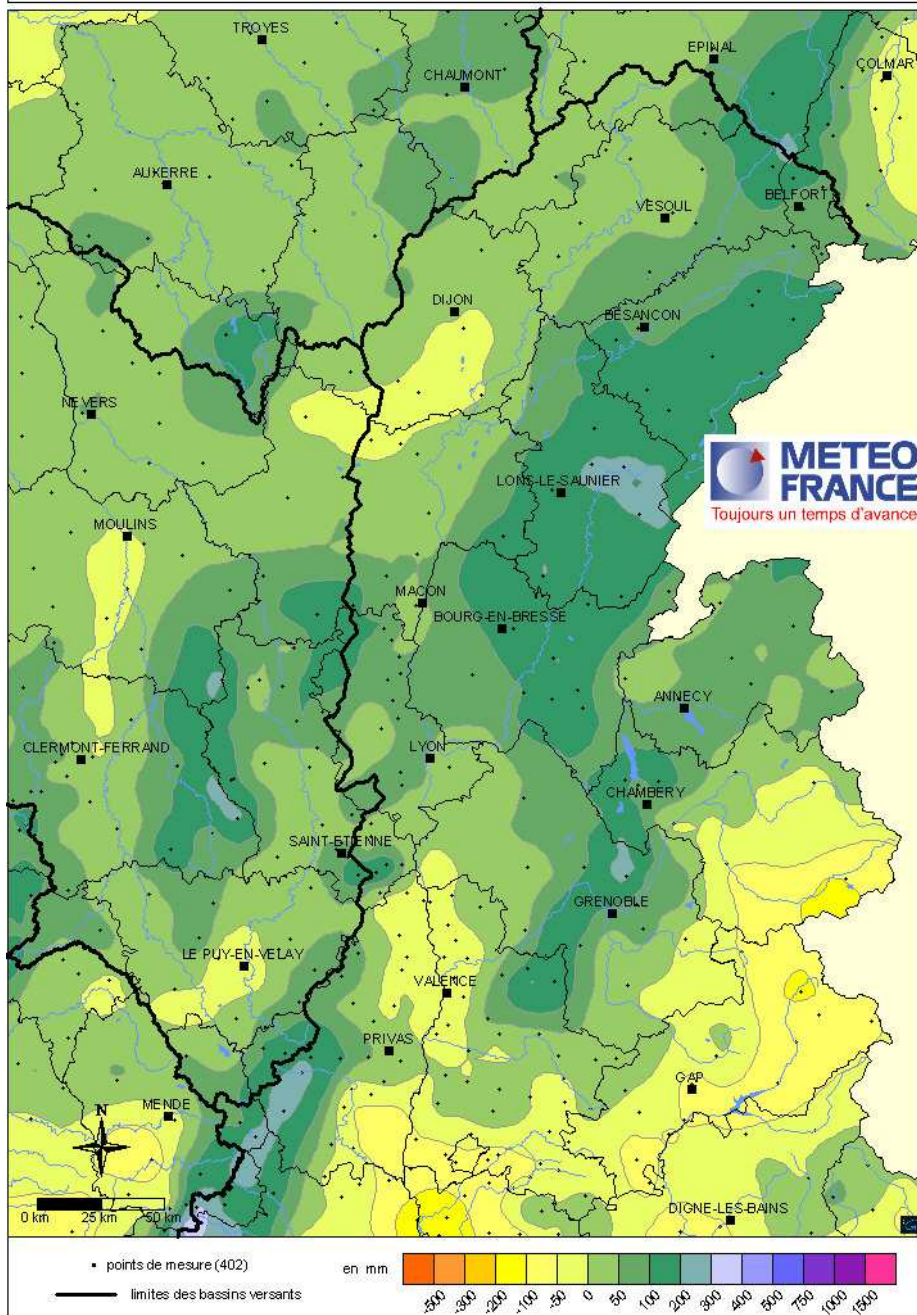 TROYES
EPINAL
COLMAR
CHAUMONT
AUXERRE
VESOUL
BELFORT
DIJON
BESANCON
NEVERS
METEO
FRANCE
Toujours un temps d'avance
LONS-LE-SAUNIER
MOULINS
MACON
BOURG-EN-BRESSE
ANNECY
CLERMONT-FERRAND
LYON
CHAMBERY
SAINT-ETIENNE
GRENOBLE
LE PUY-EN-VELAY
VALENCE
PRIVAS
GAP
MENDE
N
0 km 25 km 50 km
DIGNE-LES-BAINS
points de mesure (402)
limites des bassins versants
en mm
-500 -300 -200 -100 -50 0 50 100 200 300 400 500 750 1000 1500